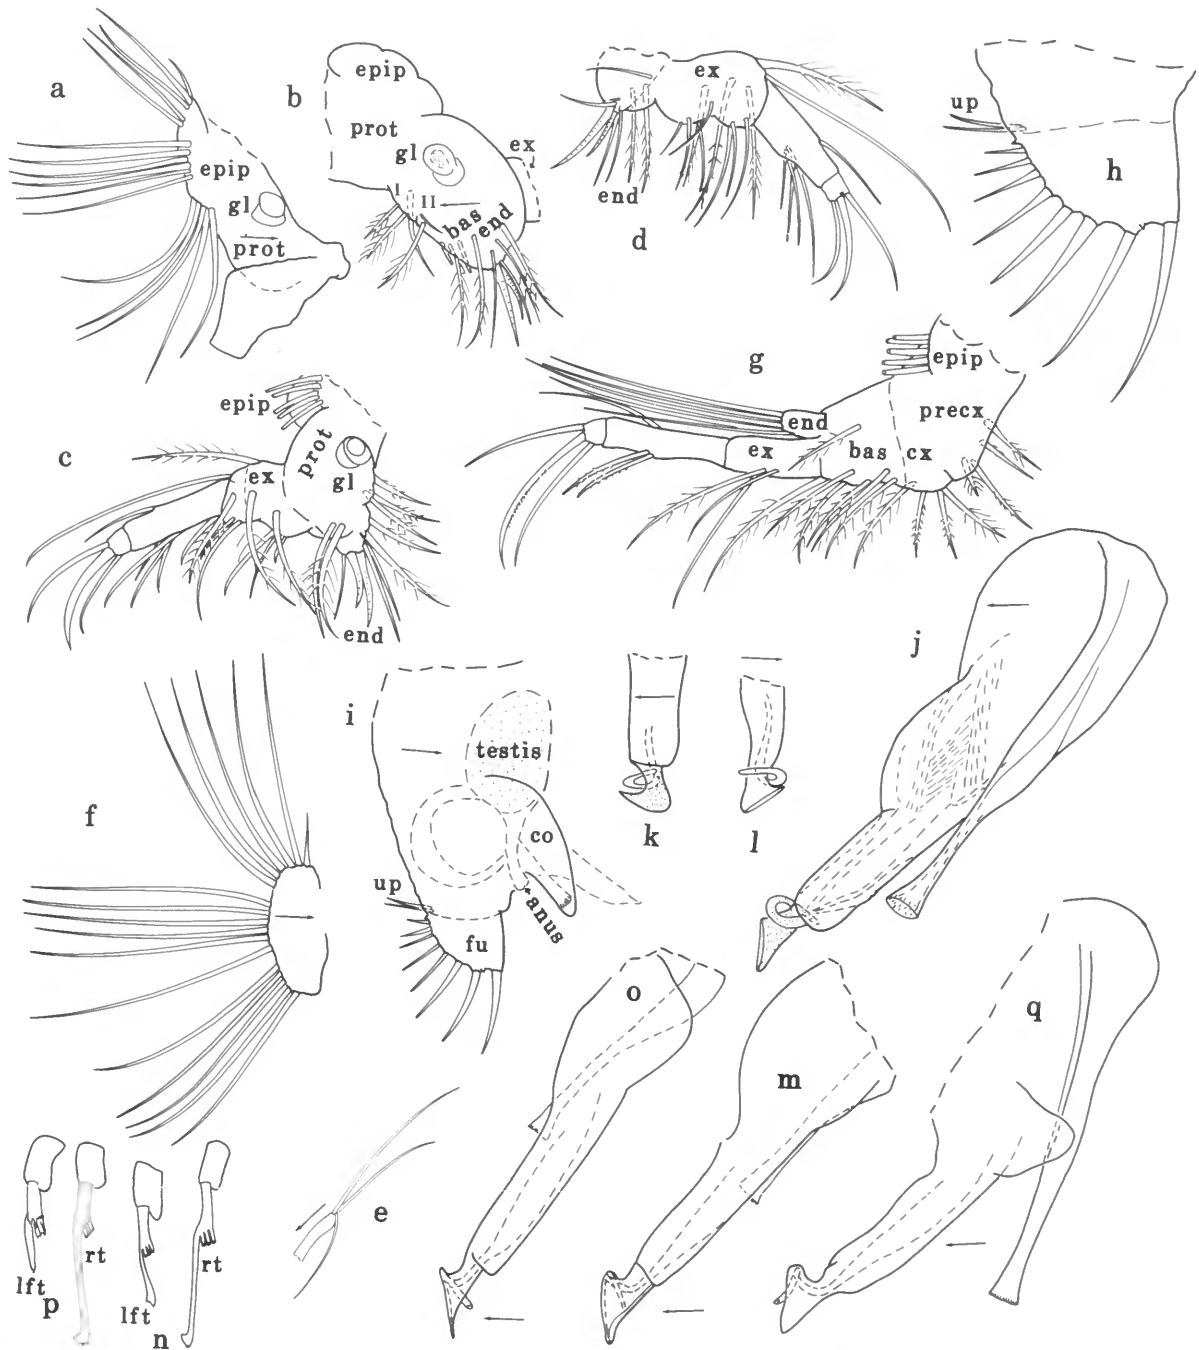 a
epip
gl
prot
b
epip
prot
gl
ex
I
II
bas
end
d
ex
end
up
h
c
epip
prot
ex
gl
end
g
epip
end
precx
ex
bas
cx
f
i
testis
co
up
anus
fu
k
l
j
o
m
q
e
lft
p
rt
lft
n
rt